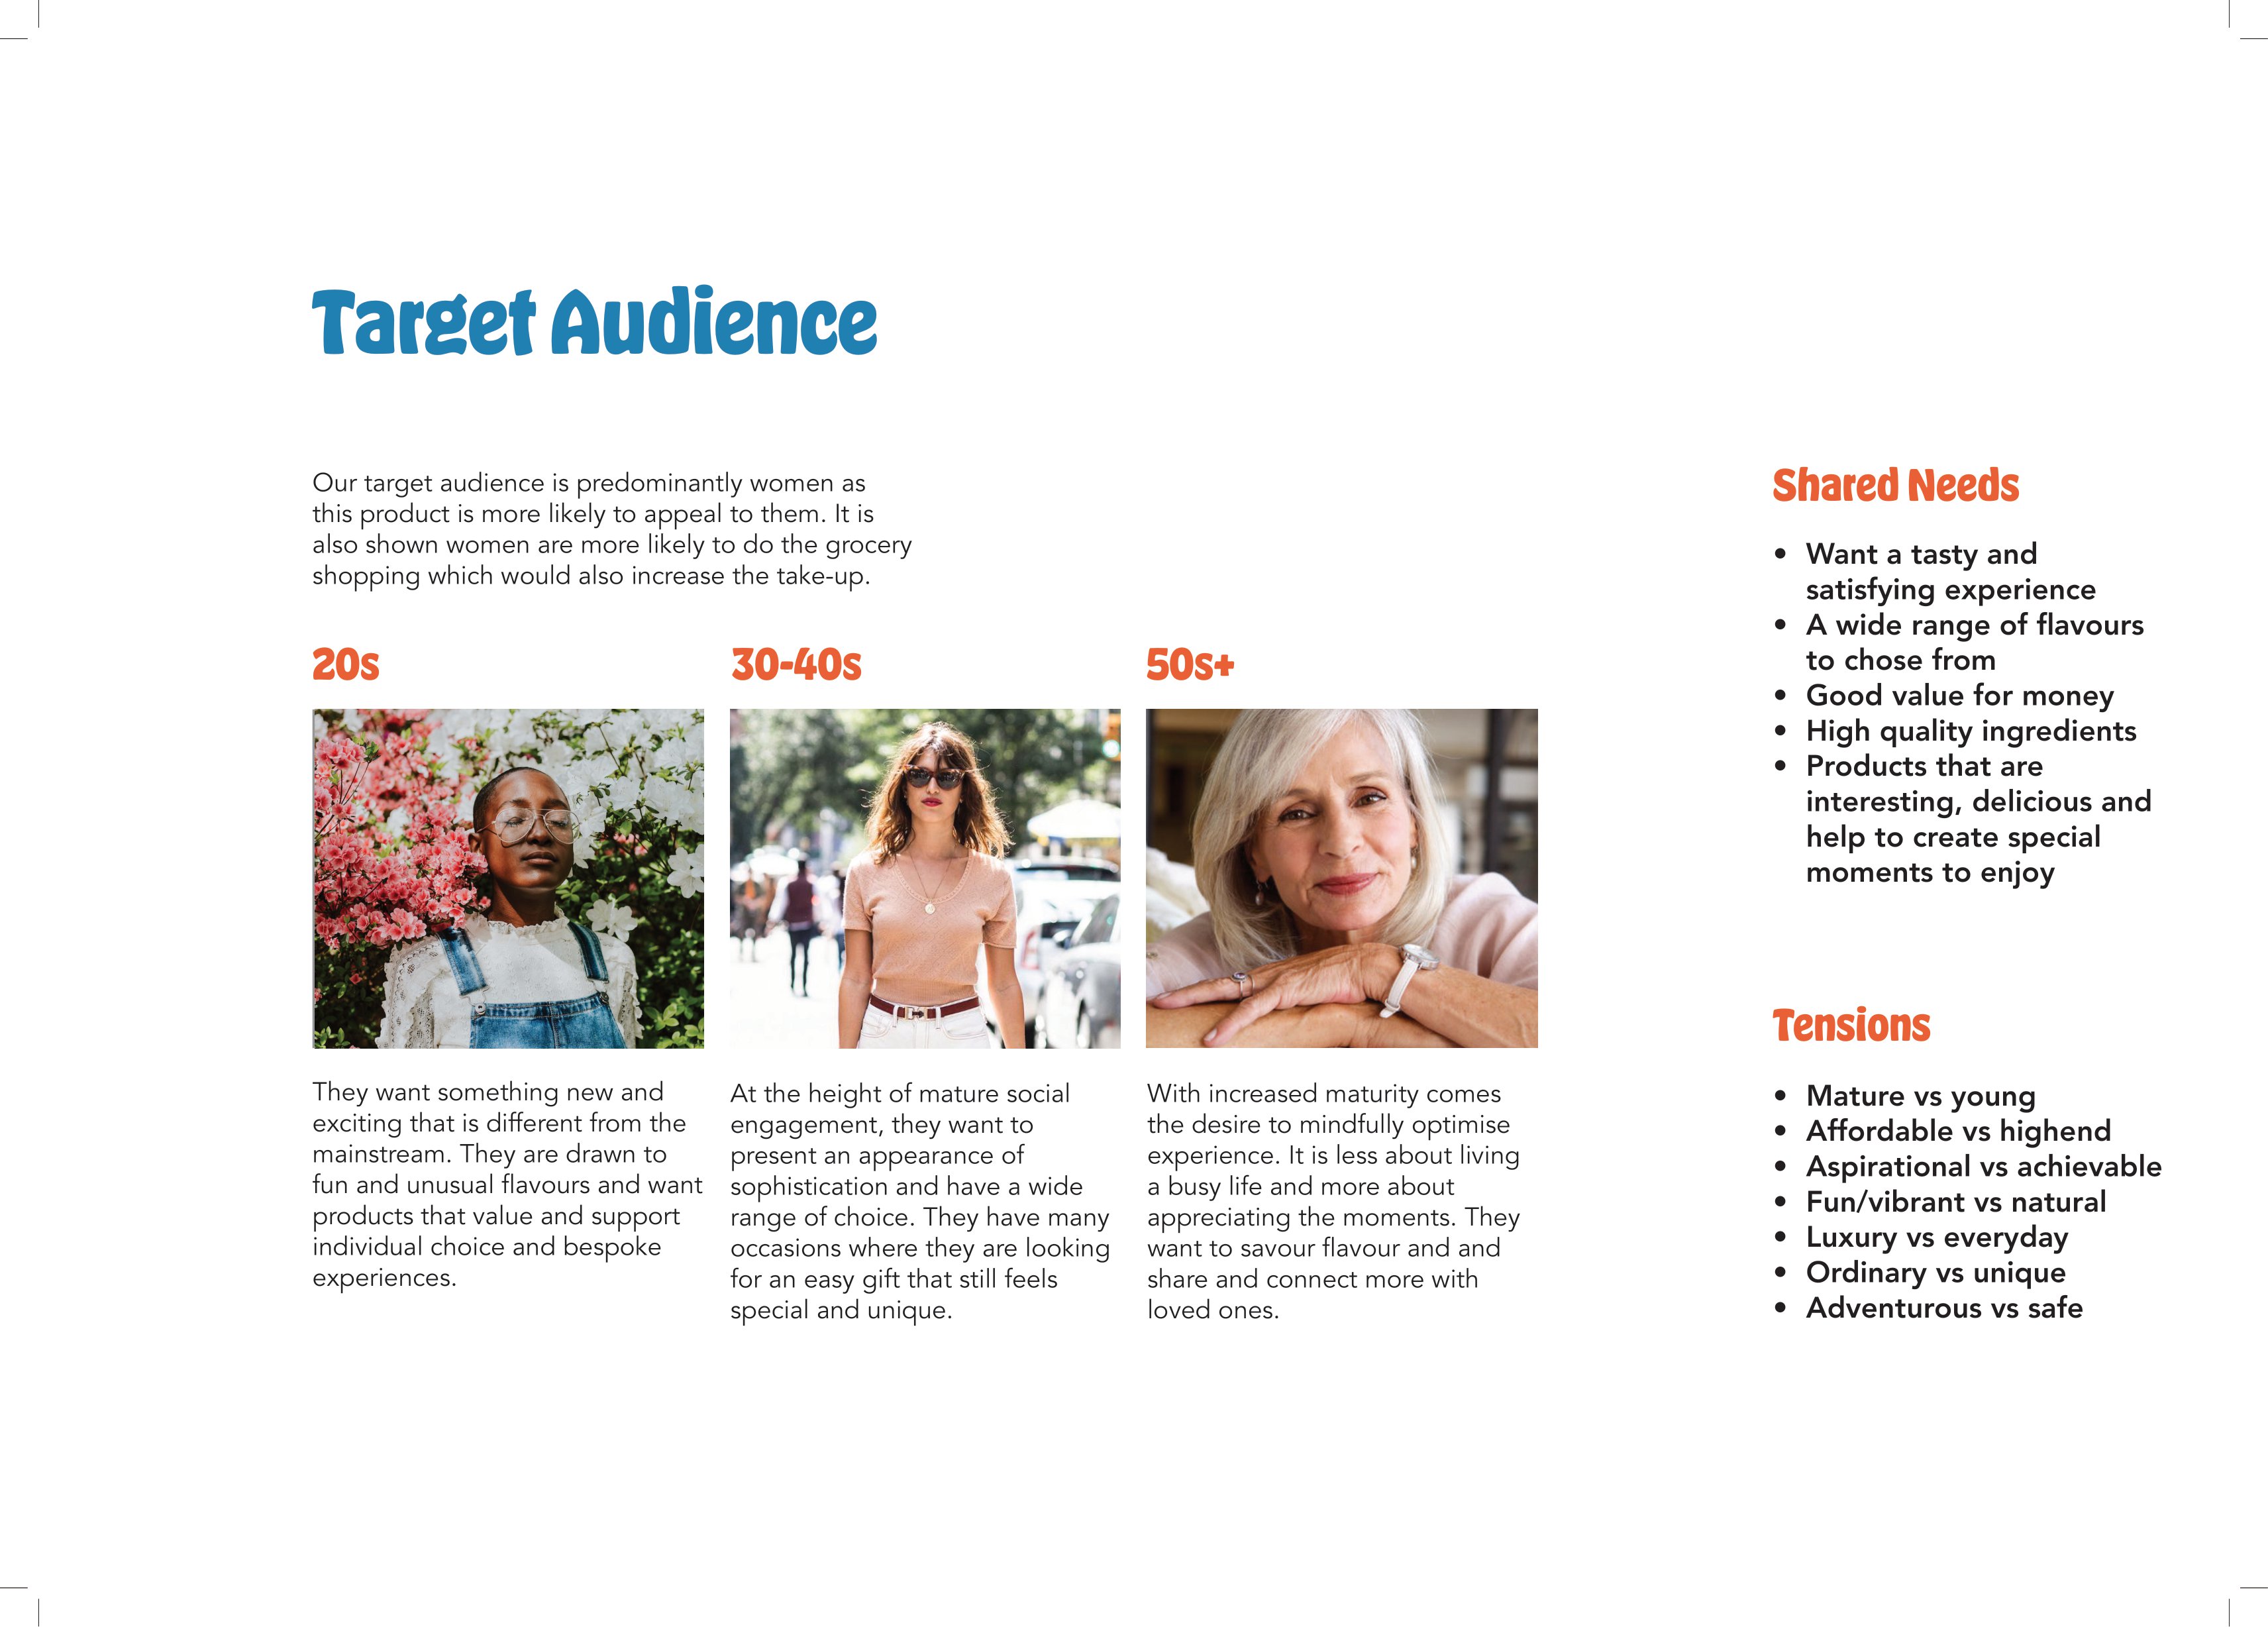 Target Audience
Our target audience is predominantly women as
this product is more likely to appeal to them. It is
also shown women are more likely to do the grocery
shopping which would also increase the take-up.
20s
They want something new and
exciting that is different from the
mainstream. They are drawn to
fun and unusual flavours and want
products that value and support
individual choice and bespoke
experiences.
30-40s
At the height of mature social
engagement, they want to
present an appearance of
sophistication and have a wide
range of choice. They have many
occasions where they are looking
for an easy gift that still feels
special and unique.
50s+
With increased maturity comes
the desire to mindfully optimise
experience. It is less about living
a busy life and more about
appreciating the moments. They
want to savour flavour and and
share and connect more with
loved ones.
Shared Needs
• Want a tasty and
satisfying experience
• A wide range of flavours
to chose from
• Good value for money
• High quality ingredients
• Products that are
interesting, delicious and
help to create special
moments to enjoy
Tensions
• Mature vs young
• Affordable vs highend
• Aspirational vs achievable
• Fun/vibrant vs natural
• Luxury vs everyday
• Ordinary vs unique
• Adventurous vs safe